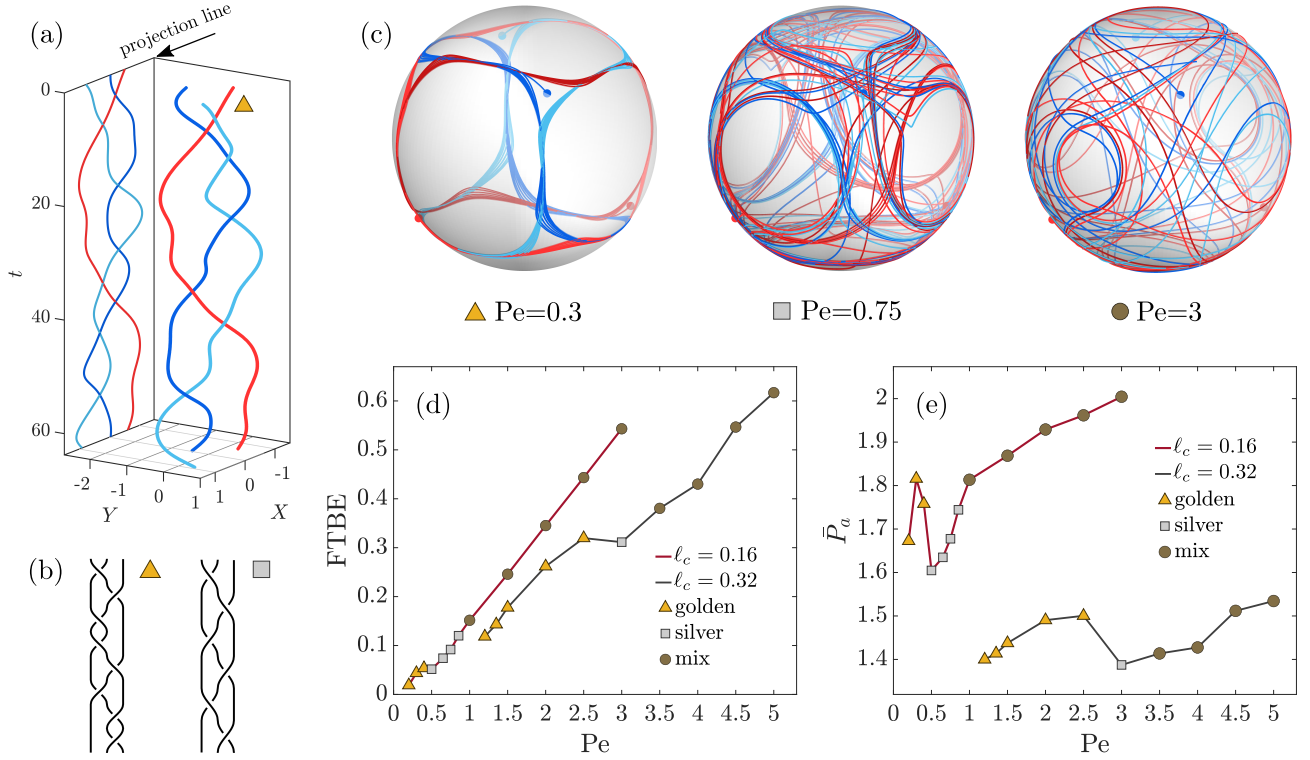 (a)
projection line
0
20
40
60
t
-2
-1
0
1
Y
1
0
-1
X
(b)
(c)
Pe=0.3
Pe=0.75
Pe=3
(d)
FTBE
0.6
0.5
0.4
0.3
0.2
0.1
0
0 0.5 1 1.5 2 2.5 3 3.5 4 4.5 5
Pe
ℓc = 0.16
ℓc = 0.32
golden
silver
mix
(e)
P̄a
2
1.9
1.8
1.7
1.6
1.5
1.4
0 0.5 1 1.5 2 2.5 3 3.5 4 4.5 5
Pe
ℓc = 0.16
ℓc = 0.32
golden
silver
mix